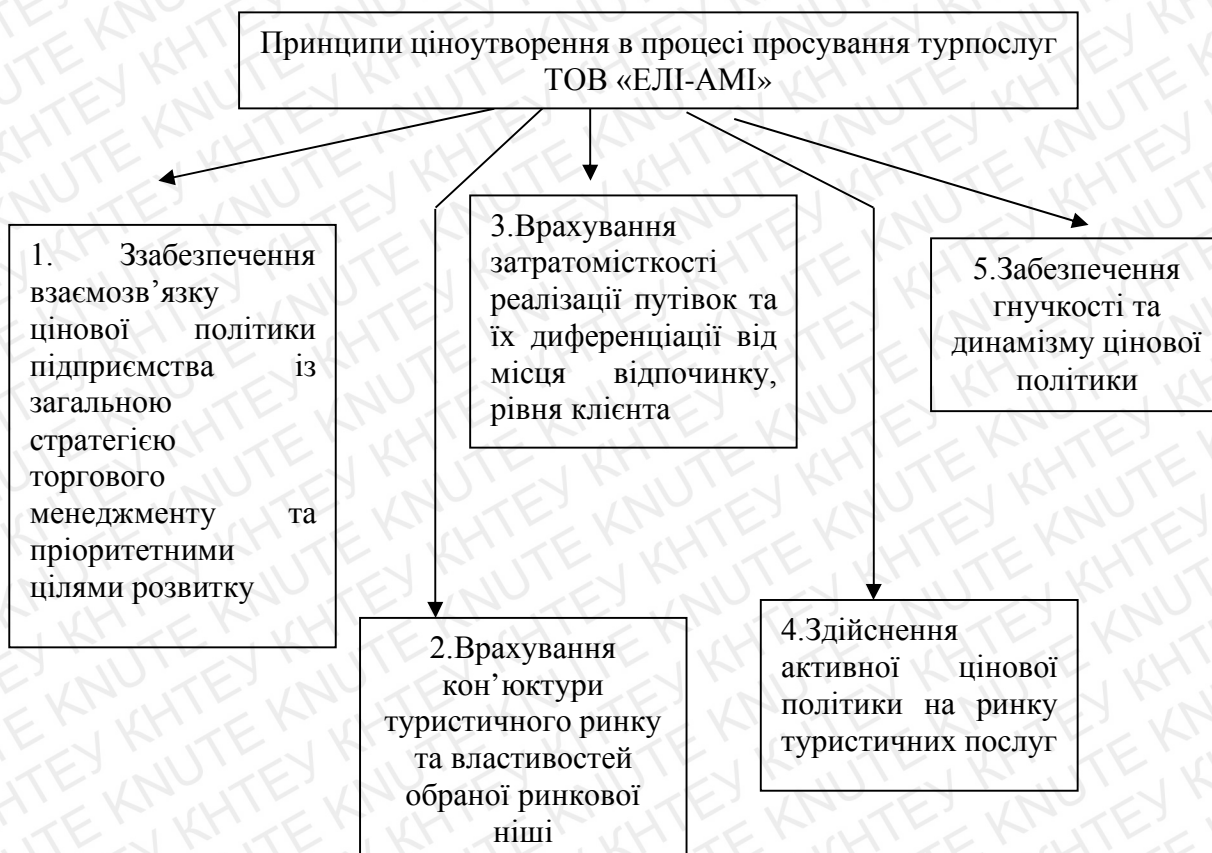 Принципи ціноутворення в процесі просування турпослуг
ТОВ «ЕЛІ-АМІ»
1. Ззабезпечення
взаємозв’язку
цінової політики
підприємства із
загальною
стратегією
торгового
менеджменту та
пріоритетними
цілями розвитку
2.Врахування
кон’юктури
туристичного ринку
та властивостей
обраної ринкової
ніші
3.Врахування
затратомісткості
реалізації путівок та
їх диференціації від
місця відпочинку,
рівня клієнта
4.Здійснення
активної цінової
політики на ринку
туристичних послуг
5.Забезпечення
гнучкості та
динамізму цінової
політики